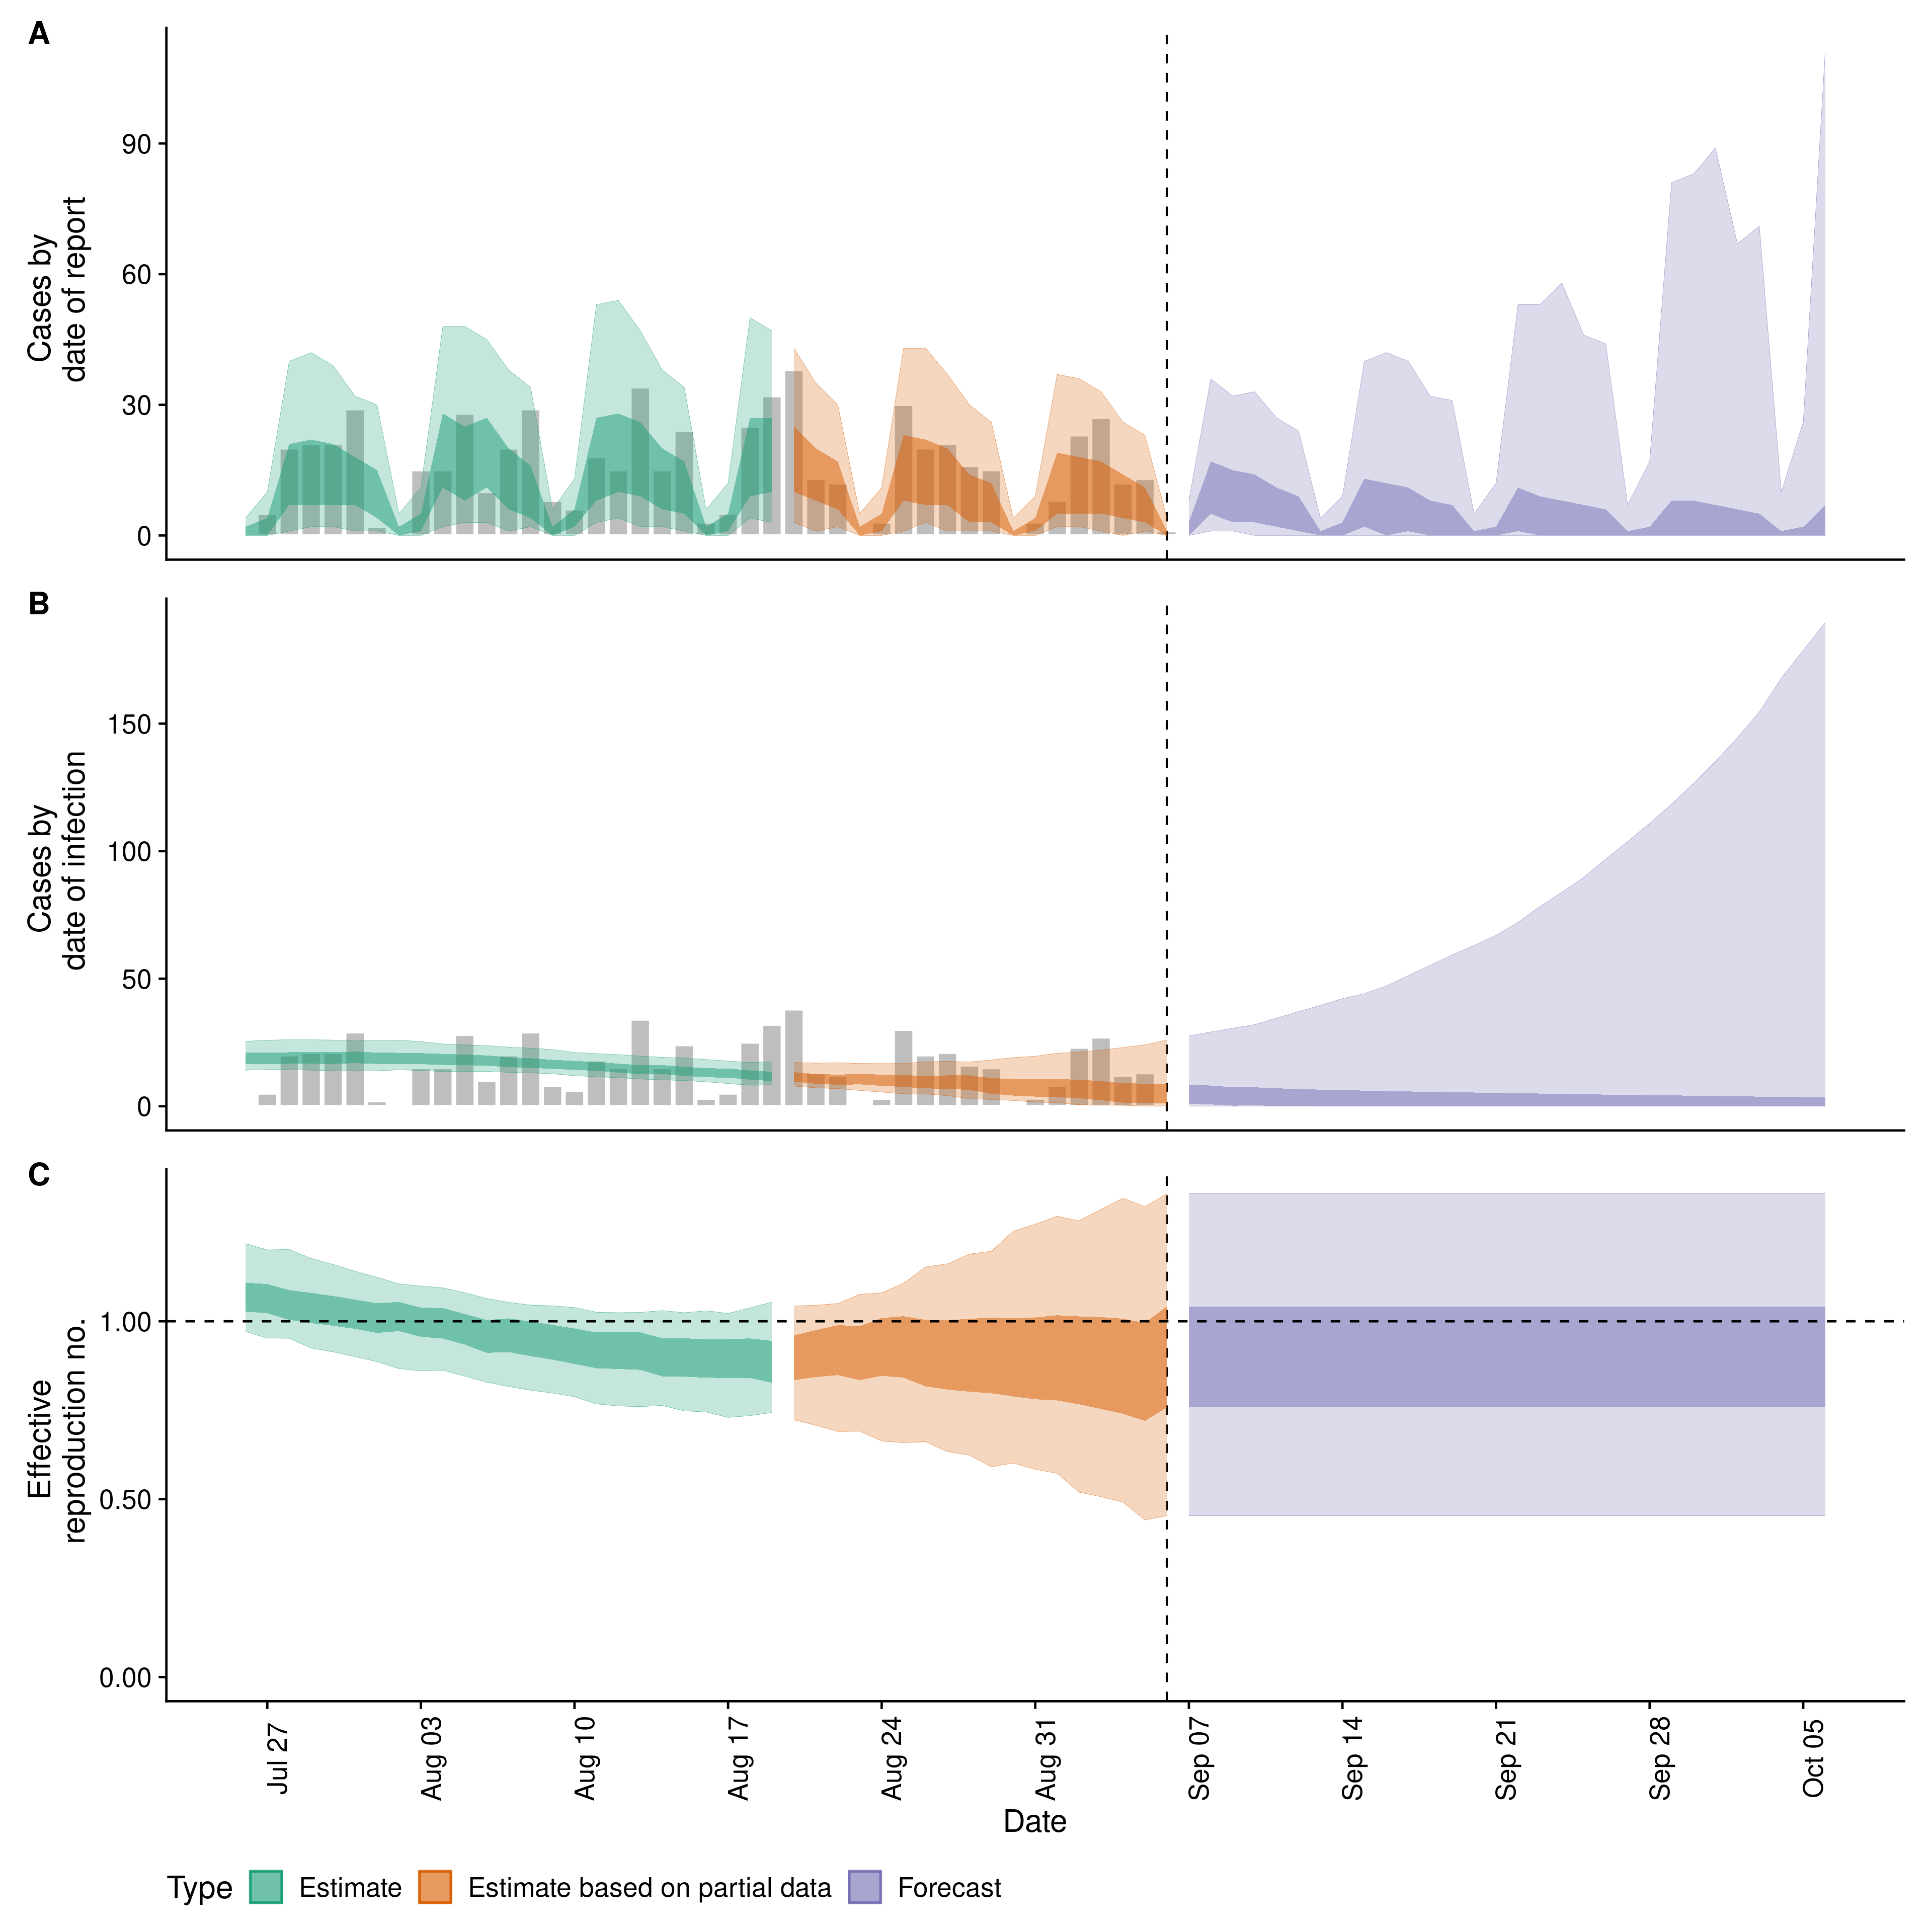 A
Cases by
date of report
90
60
30
0
B
Cases by
date of infection
150
100
50
0
C
Effective
reproduction no.
1.00
0.50
0.00
Jul 27
Aug 03
Aug 10
Aug 17
Aug 24
Aug 31
Sep 07
Sep 14
Sep 21
Sep 28
Oct 05
Date
Type Estimate Estimate based on partial data Forecast